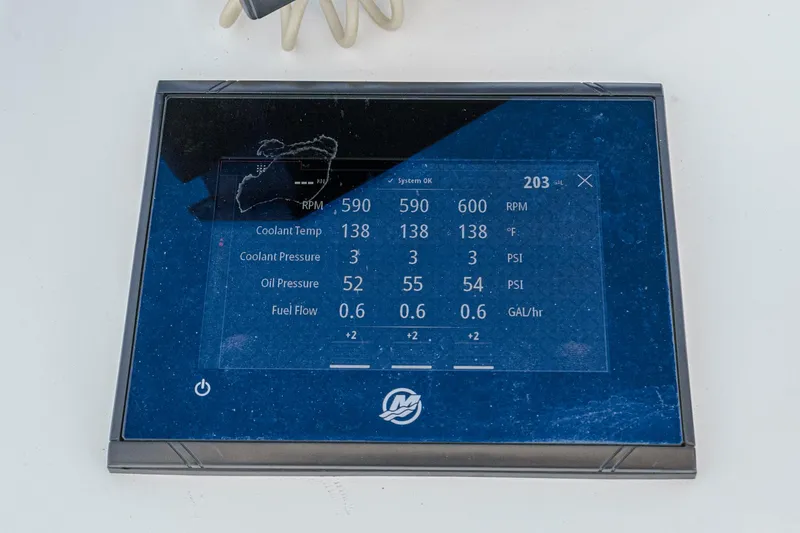 --- System OK 203
RPM 590 590 600 RPM
Coolant Temp 138 138 138 °F
Coolant Pressure 3 3 3 PSI
Oil Pressure 52 55 54 PSI
Fuel Flow 0.6 0.6 0.6 GAL/hr
+2 +2 +2